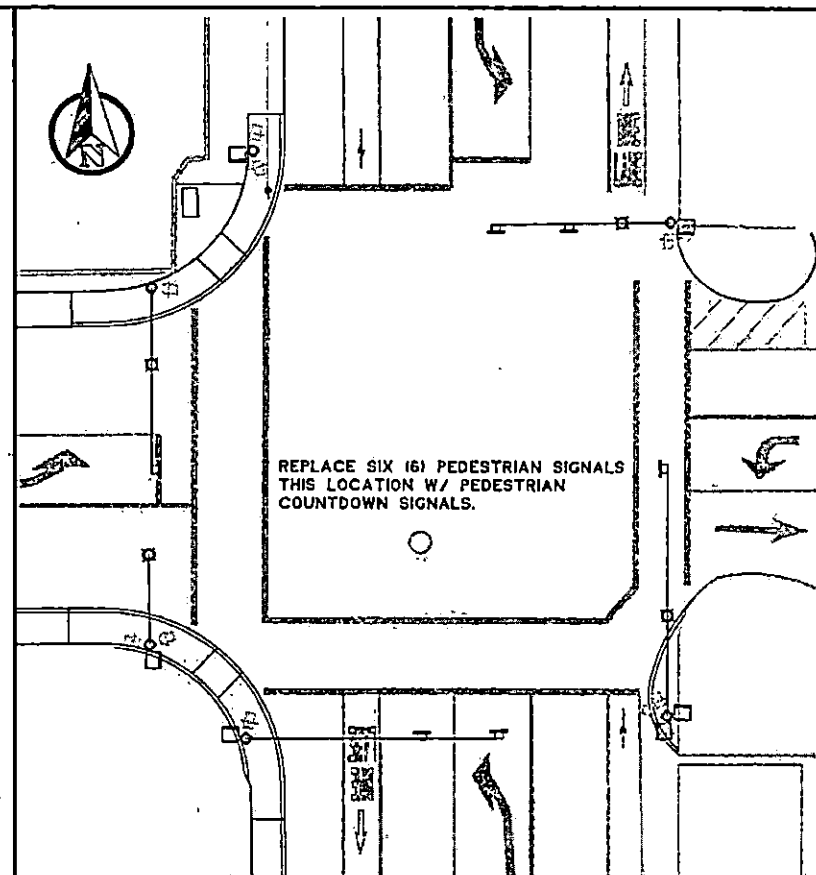 N
REPLACE SIX (6) PEDESTRIAN SIGNALS
THIS LOCATION W/ PEDESTRIAN
COUNTDOWN SIGNALS.